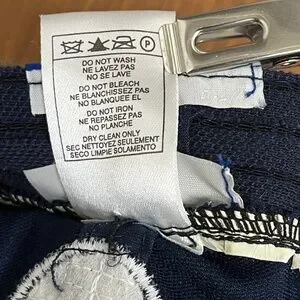 P
DO NOT WASH
NE LAVEZ PAS
NO SE LAVE
DO NOT BLEACH
NE BLANCHISSEZ PAS
NO BLANQUEE EL
DO NOT IRON
NE REPASSEZ PAS
NO PLANCHE
DRY CLEAN ONLY
SEC NETTOYEZ SEULEMENT
SECO LIMPIE SOLAMENTO